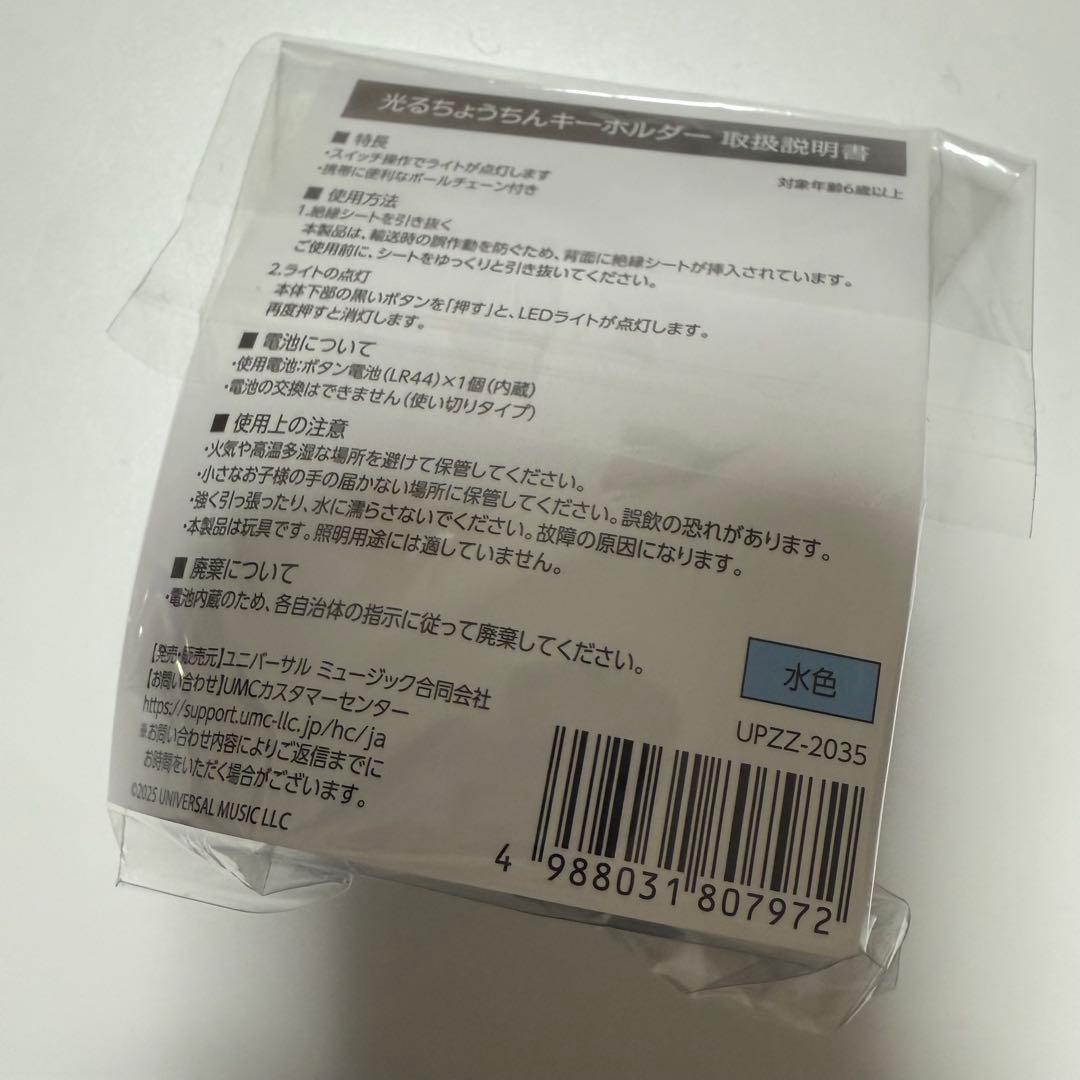 光るちょうちんキーホルダー 取扱説明書
対象年齢6歳以上
■ 特長
・スイッチ操作でライトが点灯します
・携帯に便利なボールチェーン付き
■ 使用方法
1.絶縁シートを引き抜く
本製品は、輸送時の誤作動を防ぐため、背面に絶縁シートが挿入されています。
ご使用前に、シートをゆっくりと引き抜いてください。
2.ライトの点灯
本体下部の黒いボタンを「押す」と、LEDライトが点灯します。
再度押すと消灯します。
■ 電池について
・使用電池:ボタン電池(LR44)×1個(内蔵)
・電池の交換はできません(使い切りタイプ)
■ 使用上の注意
・火気や高温多湿な場所を避けて保管してください。
・小さなお子様の手の届かない場所に保管してください。誤飲の恐れがあります。
・強く引っ張ったり、水に濡らさないでください。故障の原因になります。
・本製品は玩具です。照明用途には適していません。
■ 廃棄について
・電池内蔵のため、各自治体の指示に従って廃棄してください。
【発売・販売元】ユニバーサル ミュージック合同会社
【お問い合わせ】UMCカスタマーセンター
https://support.umc-llc.jp/hc/ja
※お問い合わせ内容によりご返信までに
お時間をいただく場合がございます。
©2025 UNIVERSAL MUSIC LLC
水色
UPZZ-2035
4 988031 807972